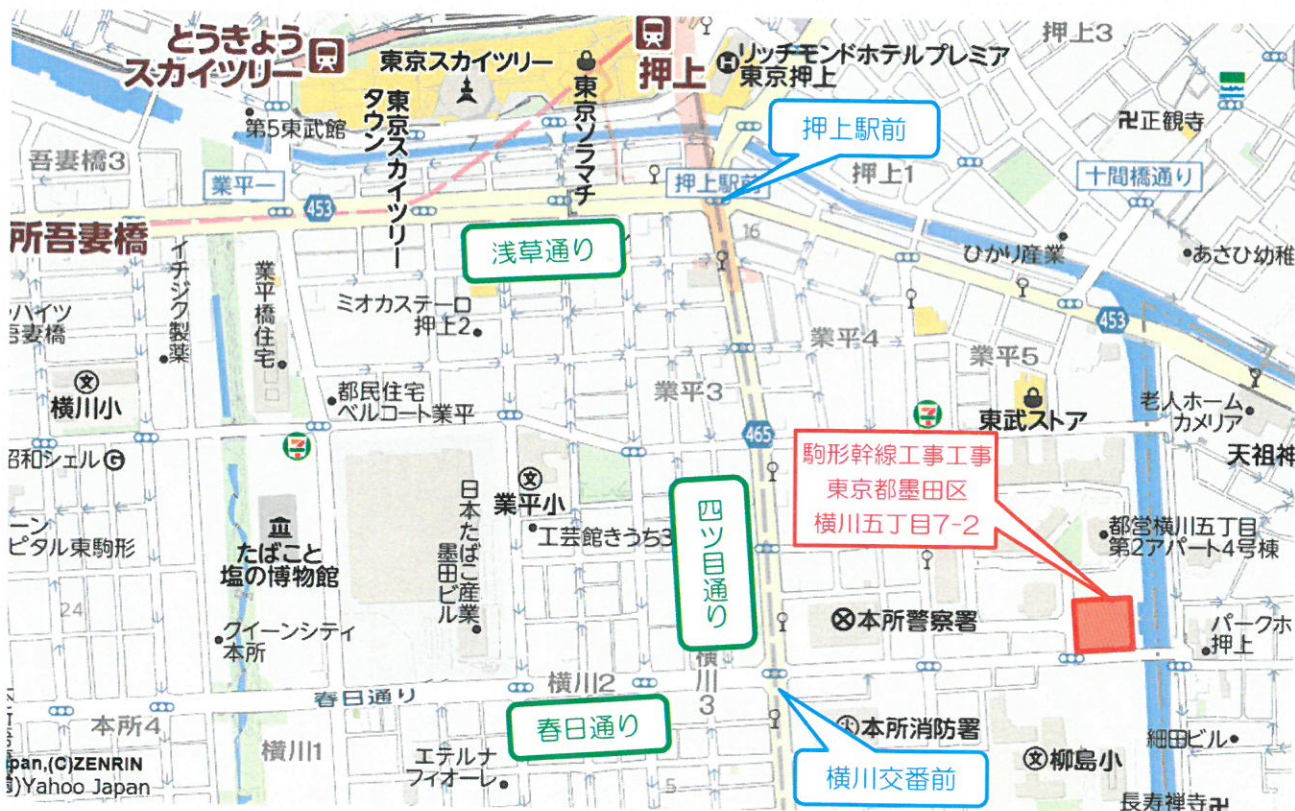 とうきょう
スカイツリー
東京スカイツリー
押上
リッチモンドホテルプレミア
東京押上
押上3
第5東武館
東京スカイツリー
タウン
東京ソラマチ
7
押上駅前
卍正観寺
吾妻橋3
業平一
453
押上駅前
押上1
十間橋通り
所吾妻橋
浅草通り
16
ひかり産業
あさひ幼稚
イチジク製薬
業平橋住宅
ミオカステーロ
押上2
ハイツ
吾妻橋
業平4
453
業平5
文
横川小
都民住宅
ベルコート業平
業平3
東武ストア
老人ホーム
カメリア
465
昭和シェル
天祖神
駒形幹線工事工事
東京都墨田区
横川五丁目7-2
文
業平小
日本たばこ産業
墨田ビル
工芸館きうち3
四ツ目通り
都営横川五丁目
第2アパート4号棟
ーン
ピタル東駒形
たばこと
塩の博物館
24
本所警察署
クイーンシティ
本所
パークホ
押上
横川3
春日通り
横川2
本所4
春日通り
本所消防署
横川1
エテルナ
フィオーレ
5
横川交番前
文柳島小
細田ビル
長寿禅寺卍
pan,(C)ZENRIN
)Yahoo Japan